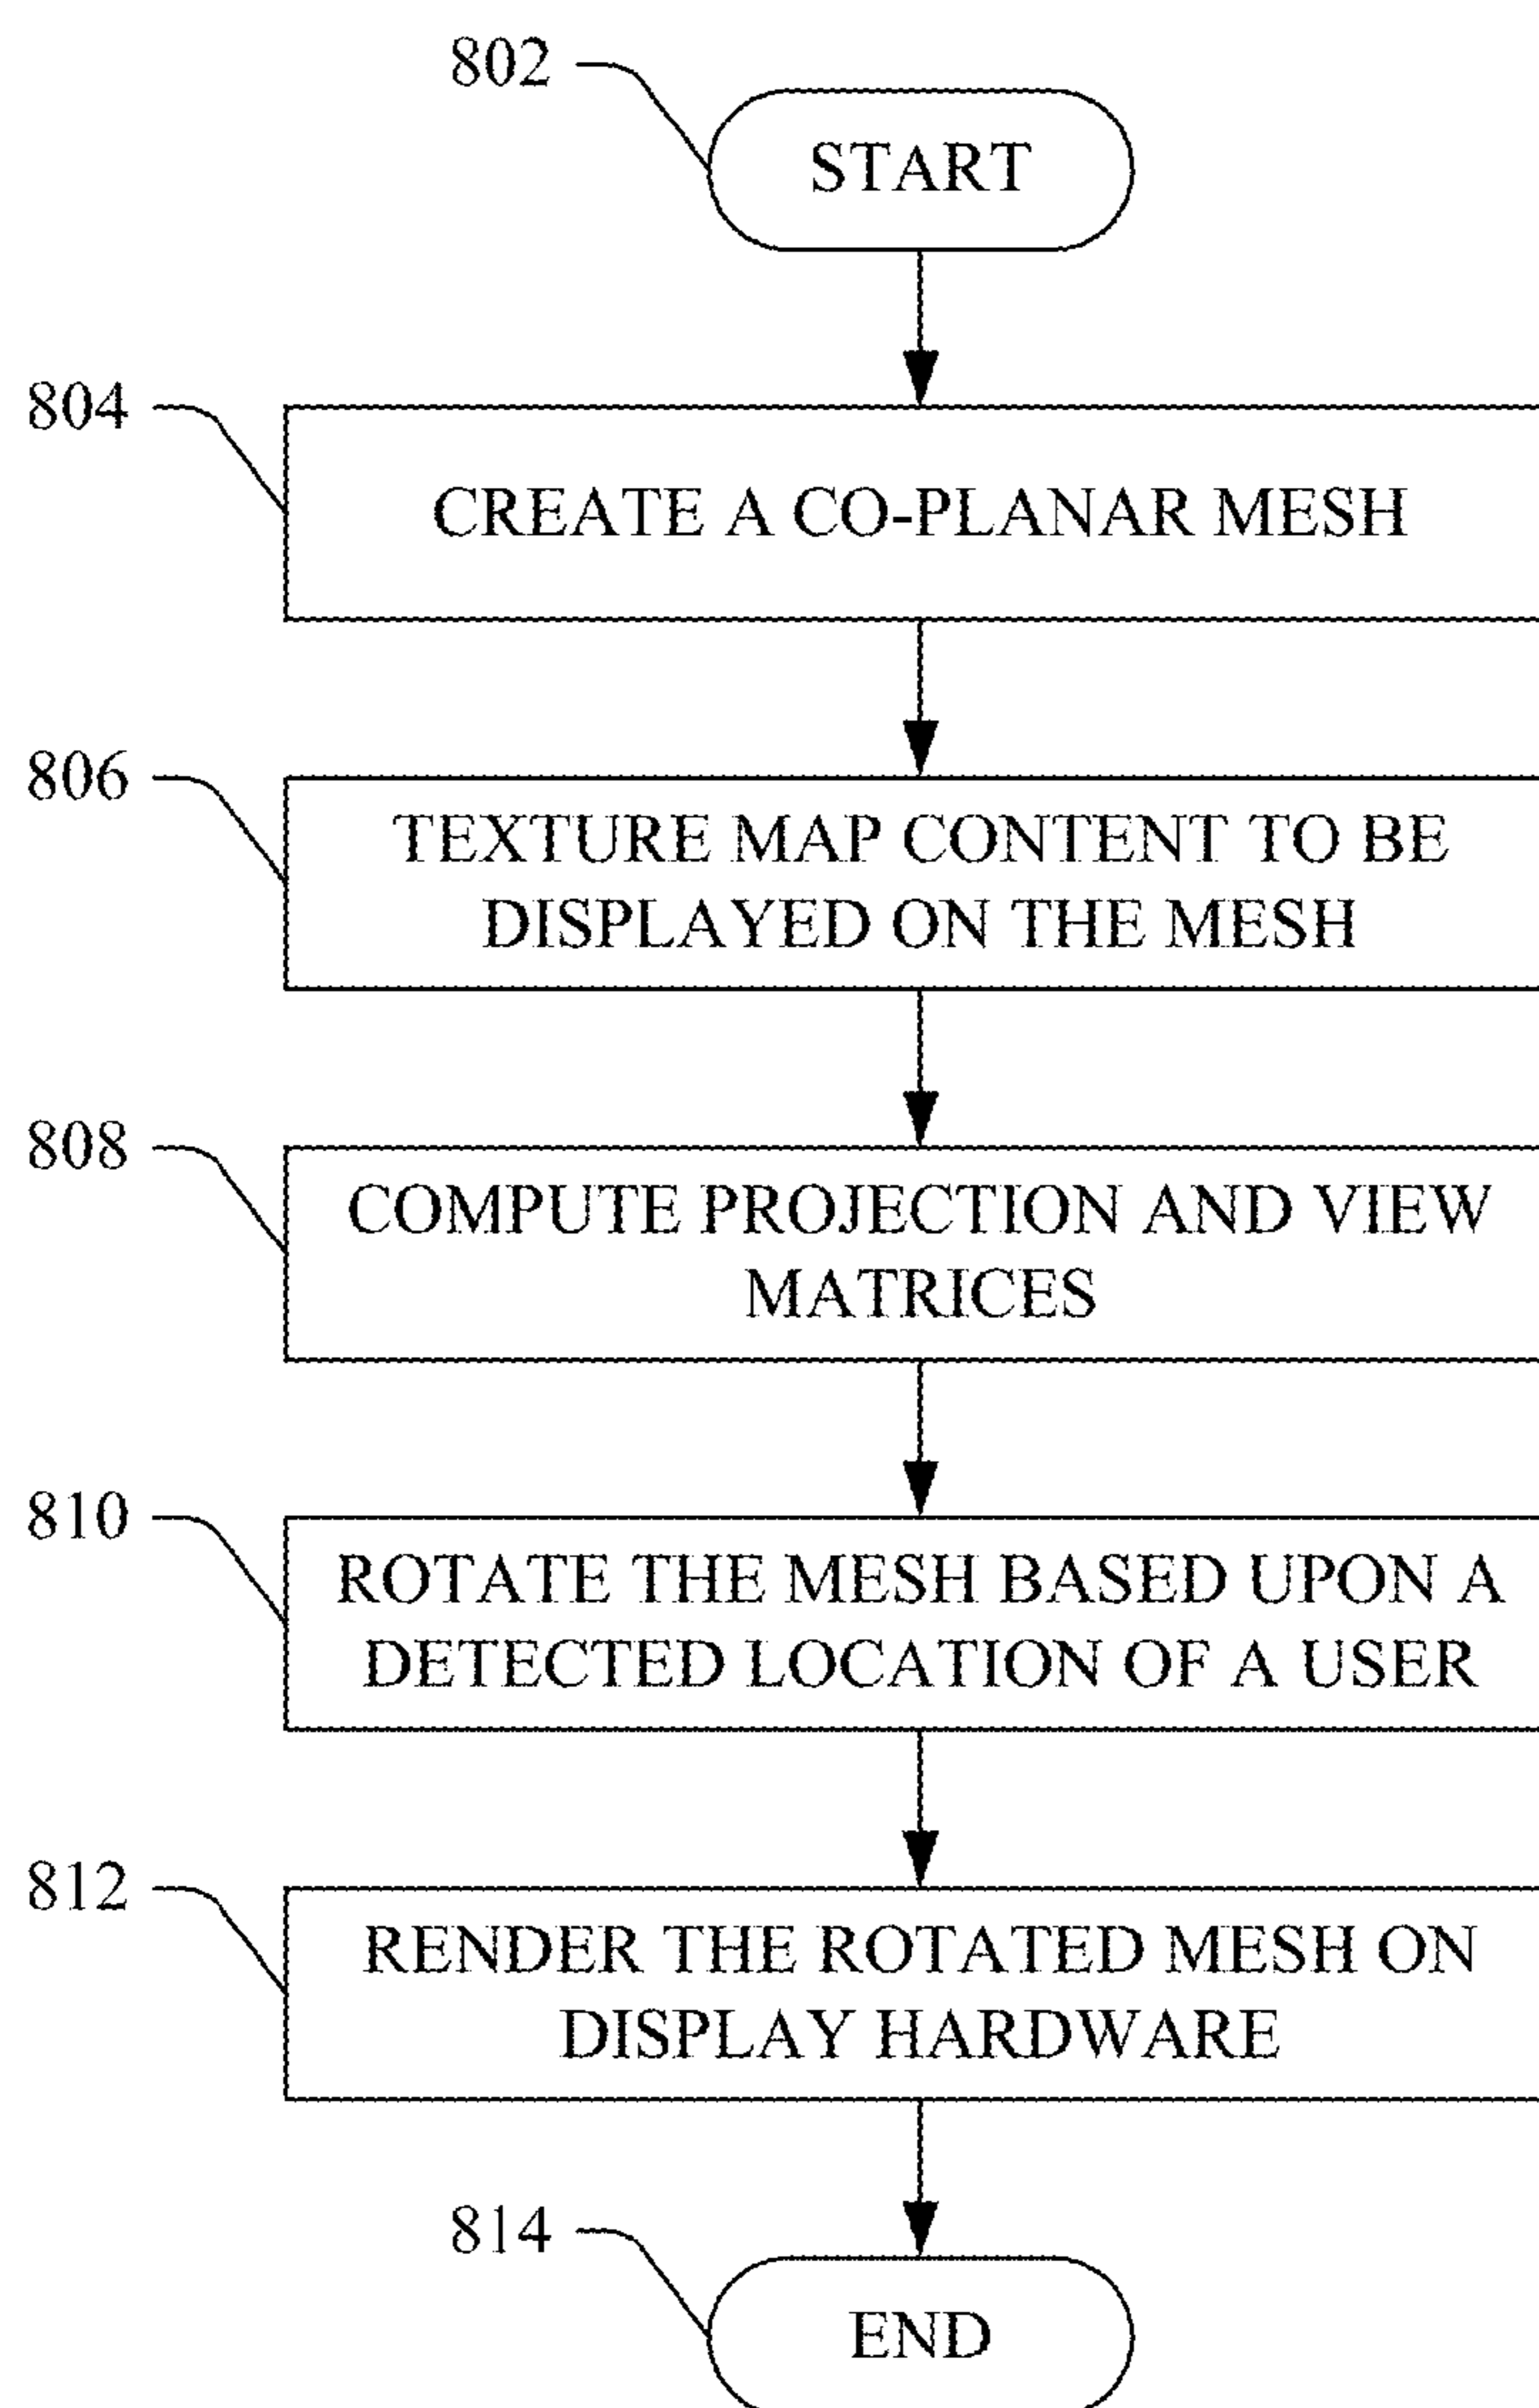 802
START
804
CREATE A CO-PLANAR MESH
806
TEXTURE MAP CONTENT TO BE
DISPLAYED ON THE MESH
808
COMPUTE PROJECTION AND VIEW
MATRICES
810
ROTATE THE MESH BASED UPON A
DETECTED LOCATION OF A USER
812
RENDER THE ROTATED MESH ON
DISPLAY HARDWARE
814
END